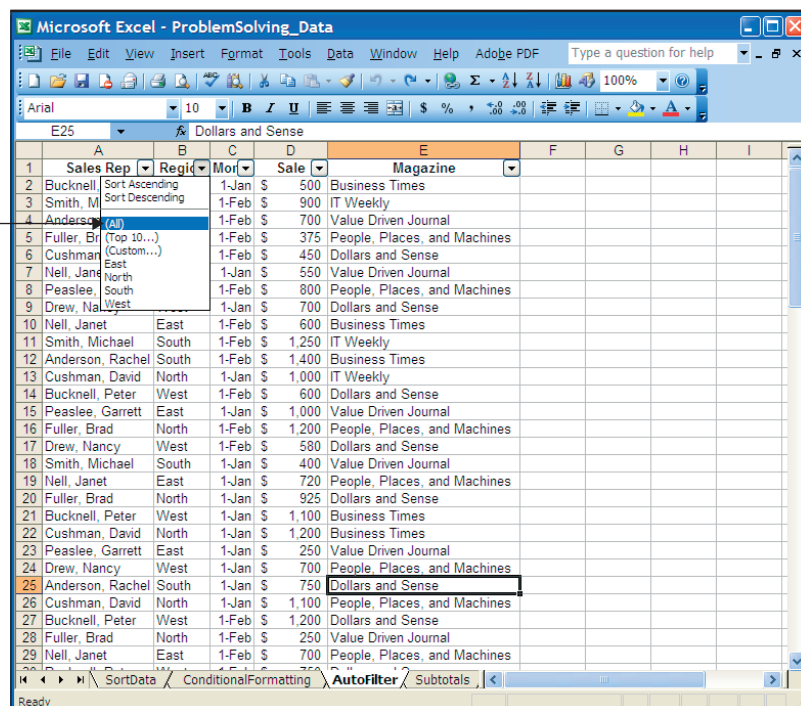 Microsoft Excel - ProblemSolving_Data
File Edit View Insert Format Tools Data Window Help Adobe PDF Type a question for help
100%
Arial 10 B I U $ % ,
E25 fx Dollars and Sense
A B C D E F G H I
1 Sales Rep Regic Mor Sale Magazine
2 Bucknell, 1-Jan $ 500 Business Times
3 Smith, M 1-Feb $ 900 IT Weekly
4 Anderso 1-Feb $ 700 Value Driven Journal
5 Fuller, Br 1-Feb $ 375 People, Places, and Machines
6 Cushman 1-Feb $ 450 Dollars and Sense
7 Nell, Jane 1-Jan $ 550 Value Driven Journal
8 Peaslee, 1-Feb $ 800 People, Places, and Machines
9 Drew, Nancy 1-Jan $ 700 Dollars and Sense
Sort Ascending
Sort Descending
(All)
(Top 10...)
(Custom...)
East
North
South
West
10 Nell, Janet East 1-Feb $ 600 Business Times
11 Smith, Michael South 1-Feb $ 1,250 IT Weekly
12 Anderson, Rachel South 1-Feb $ 1,400 Business Times
13 Cushman, David North 1-Jan $ 1,000 IT Weekly
14 Bucknell, Peter West 1-Feb $ 600 Dollars and Sense
15 Peaslee, Garrett East 1-Jan $ 1,000 Value Driven Journal
16 Fuller, Brad North 1-Feb $ 1,200 People, Places, and Machines
17 Drew, Nancy West 1-Feb $ 580 Dollars and Sense
18 Smith, Michael South 1-Jan $ 400 Value Driven Journal
19 Nell, Janet East 1-Jan $ 720 People, Places, and Machines
20 Fuller, Brad North 1-Jan $ 925 Dollars and Sense
21 Bucknell, Peter West 1-Jan $ 1,100 Business Times
22 Cushman, David North 1-Jan $ 1,200 Business Times
23 Peaslee, Garrett East 1-Jan $ 250 Value Driven Journal
24 Drew, Nancy West 1-Jan $ 700 People, Places, and Machines
25 Anderson, Rachel South 1-Jan $ 750 Dollars and Sense
26 Cushman, David North 1-Jan $ 1,100 People, Places, and Machines
27 Bucknell, Peter West 1-Feb $ 1,200 Dollars and Sense
28 Fuller, Brad North 1-Feb $ 250 Value Driven Journal
29 Nell, Janet East 1-Feb $ 700 People, Places, and Machines
SortData ConditionalFormatting AutoFilter Subtotals
Ready